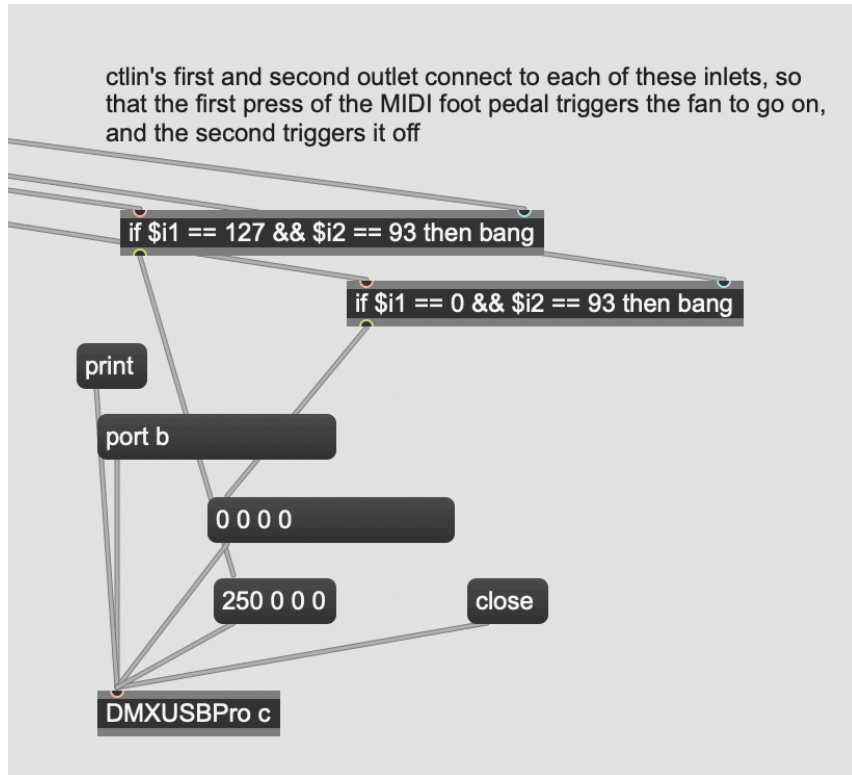 ctlin's first and second outlet connect to each of these inlets, so
that the first press of the MIDI foot pedal triggers the fan to go on,
and the second triggers it off
if $i1 == 127 && $i2 == 93 then bang
if $i1 == 0 && $i2 == 93 then bang
print
port b
0 0 0 0
250 0 0 0
close
DMXUSBPro c